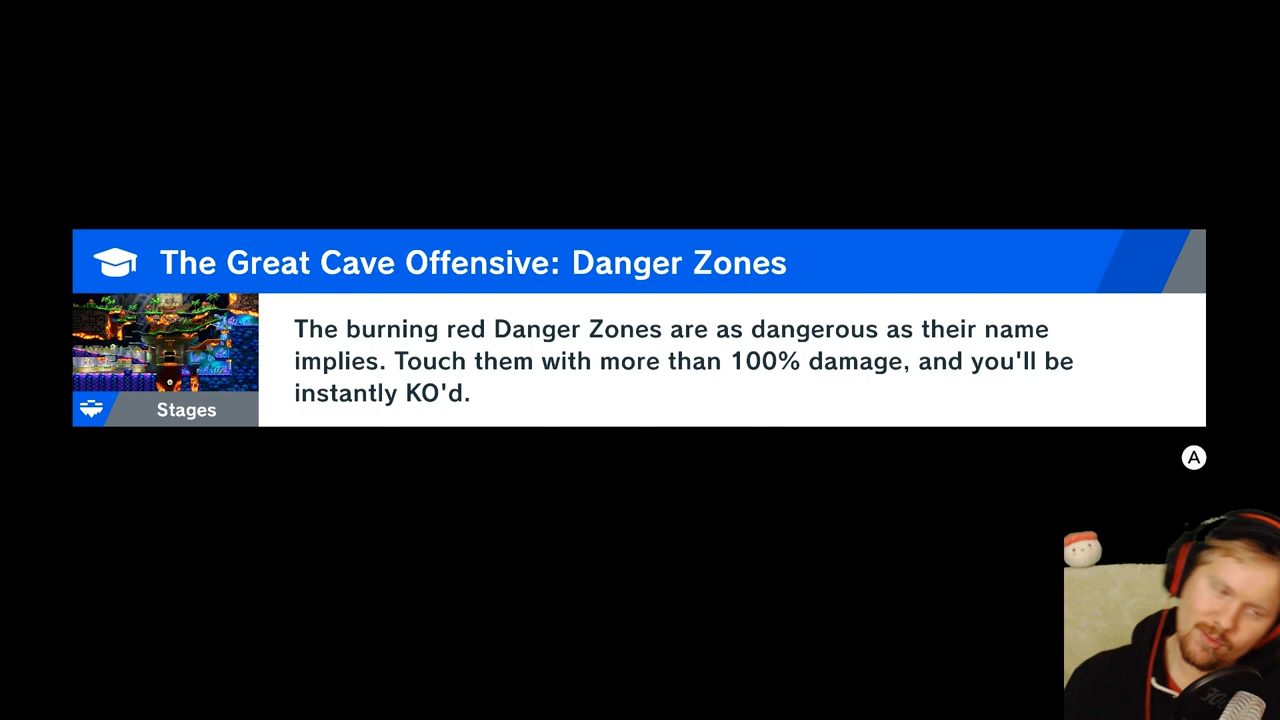 The Great Cave Offensive: Danger Zones
The burning red Danger Zones are as dangerous as their name
implies. Touch them with more than 100% damage, and you'll be
instantly KO'd.
Stages
A